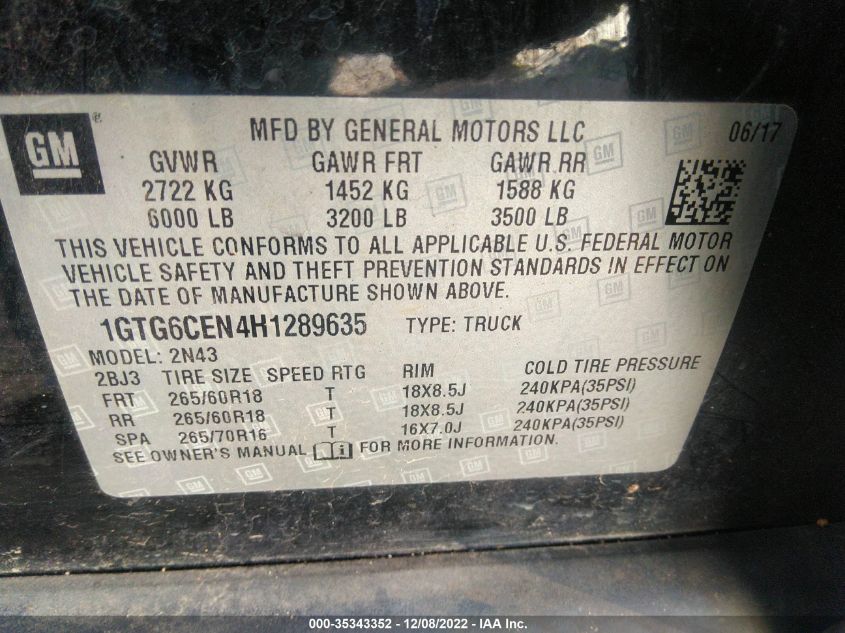 GM ®
MFD BY GENERAL MOTORS LLC 06/17
GVWR GAWR FRT GAWR RR
2722 KG 1452 KG 1588 KG
6000 LB 3200 LB 3500 LB
THIS VEHICLE CONFORMS TO ALL APPLICABLE U.S. FEDERAL MOTOR
VEHICLE SAFETY AND THEFT PREVENTION STANDARDS IN EFFECT ON
THE DATE OF MANUFACTURE SHOWN ABOVE.
1GTG6CEN4H1289635 TYPE: TRUCK
MODEL: 2N43
2BJ3 TIRE SIZE SPEED RTG RIM COLD TIRE PRESSURE
FRT 265/60R18 T 18X8.5J 240KPA(35PSI)
RR 265/60R18 T 18X8.5J 240KPA(35PSI)
SPA 265/70R16 T 16X7.0J 240KPA(35PSI)
SEE OWNER'S MANUAL i FOR MORE INFORMATION.
000-35343352 - 12/08/2022 - IAA Inc.